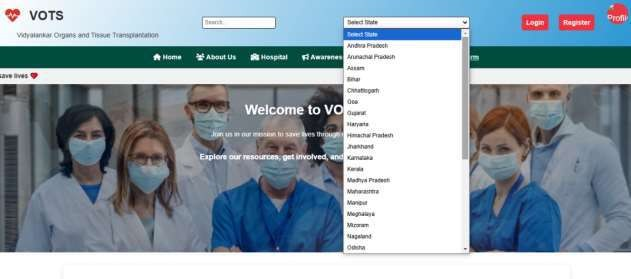 VOTS
Vidyalankar Organs and Tissue Transplantation
Search...
Select State
Login
Register
Profil
Home
About Us
Hospital
Awarenes
rm
save lives
Select State
Andhra Pradesh
Arunachal Pradesh
Assam
Bihar
Chhattisgarh
Goa
Gujarat
Haryana
Himachal Pradesh
Jharkhand
Karnataka
Kerala
Madhya Pradesh
Maharashtra
Manipur
Meghalaya
Mizoram
Nagaland
Odisha
Welcome to VO
Join us in our mission to save lives through
Explore our resources, get involved, and